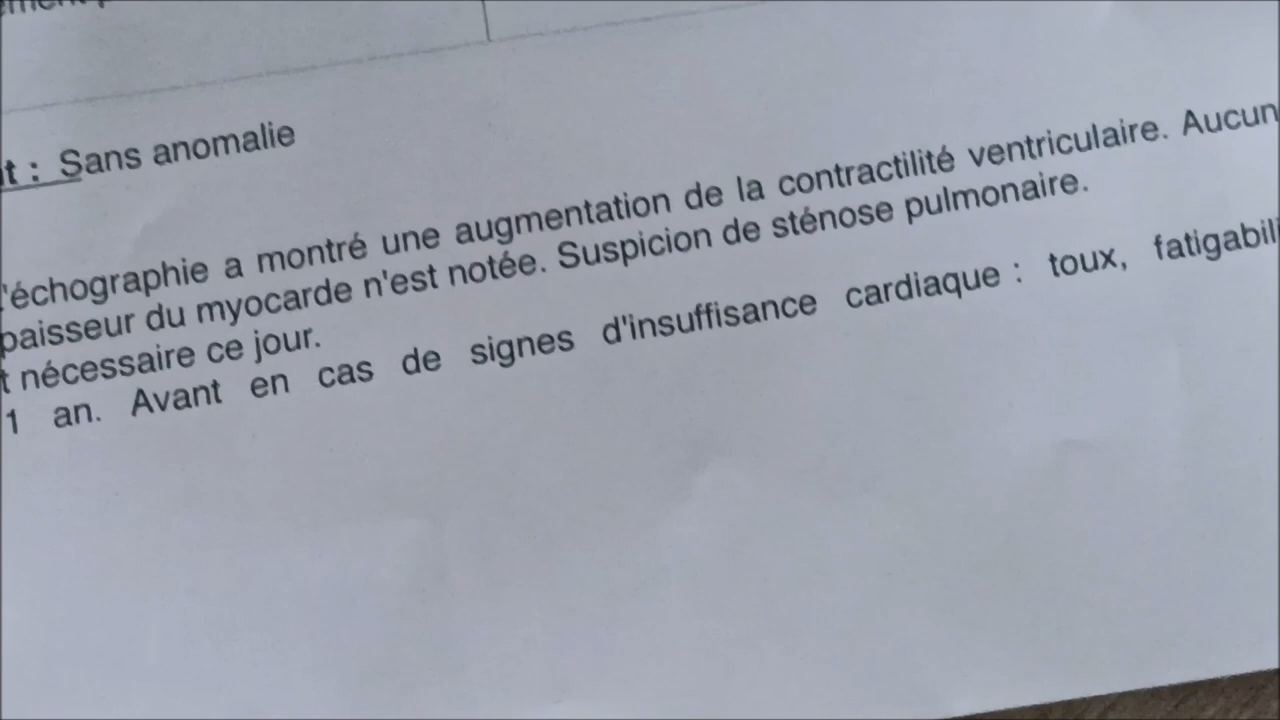 t : Sans anomalie
'échographie a montré une augmentation de la contractilité ventriculaire. Aucun
paisseur du myocarde n'est notée. Suspicion de sténose pulmonaire.
t nécessaire ce jour.
1 an. Avant en cas de signes d'insuffisance cardiaque : toux, fatigabili